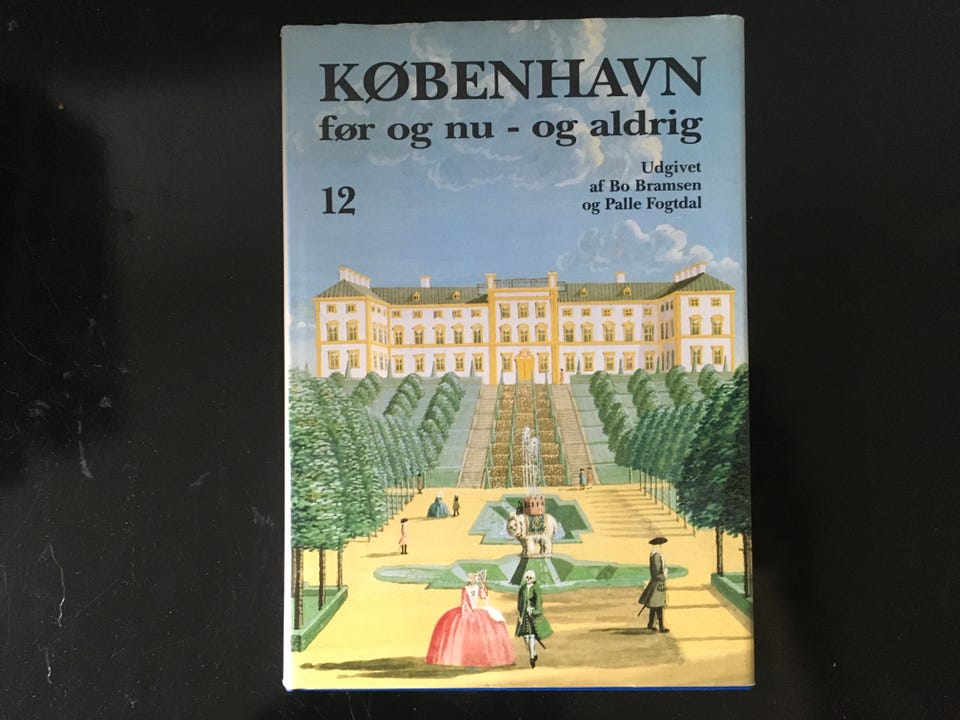 KØBENHAVN
før og nu - og aldrig
12
Udgivet
af Bo Bramsen
og Palle Fogtdal